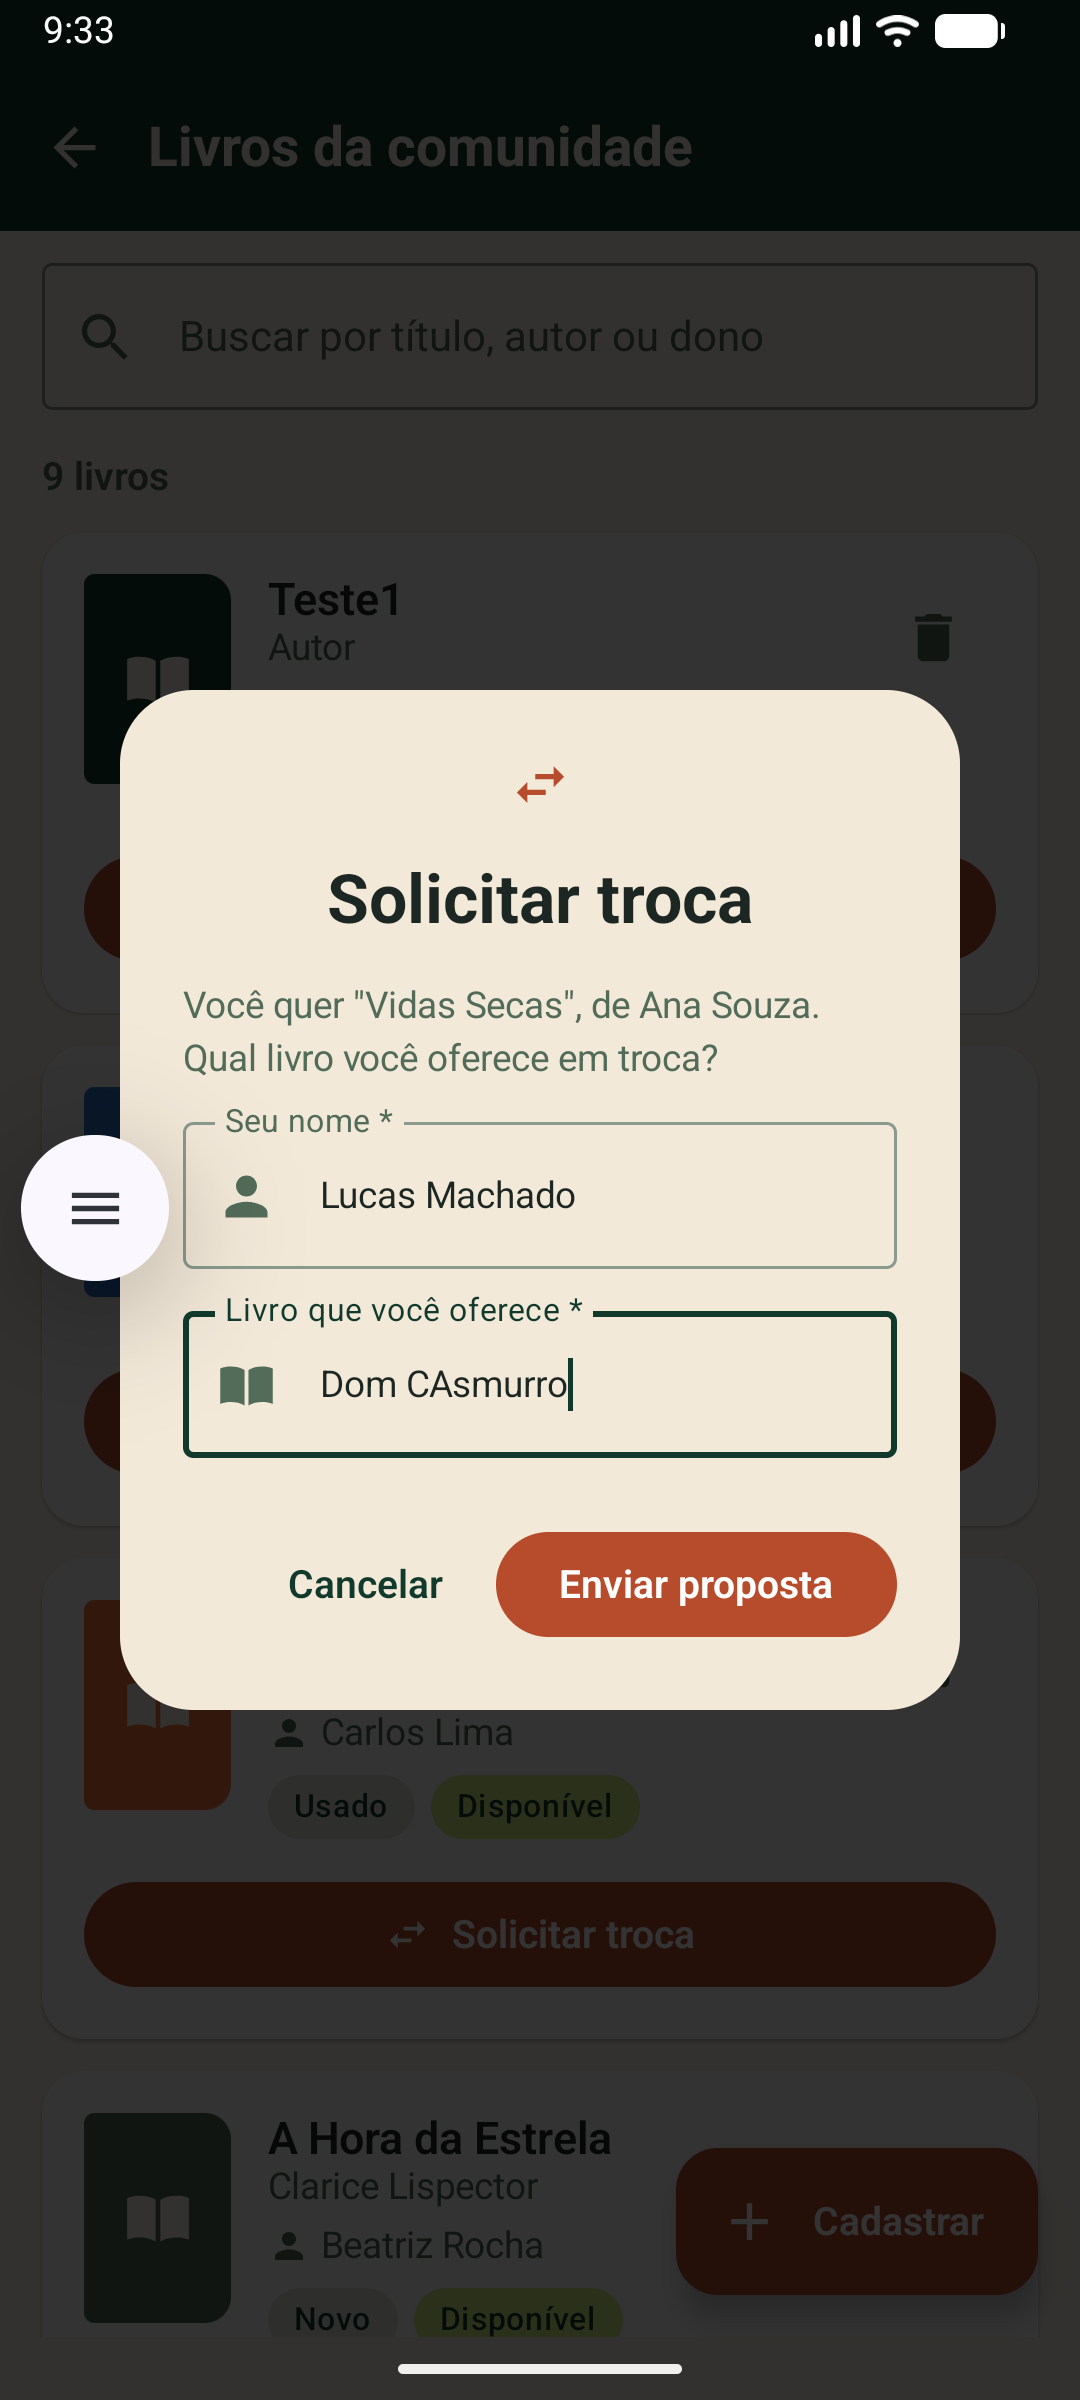 9:33
Livros da comunidade
Buscar por título, autor ou dono
9 livros
Teste1
Autor
Solicitar troca
Você quer "Vidas Secas", de Ana Souza.
Qual livro você oferece em troca?
Seu nome *
Lucas Machado
Livro que você oferece *
Dom CAsmurro
Cancelar
Enviar proposta
Carlos Lima
Usado
Disponível
Solicitar troca
A Hora da Estrela
Clarice Lispector
Beatriz Rocha
Cadastrar
Novo
Disponível